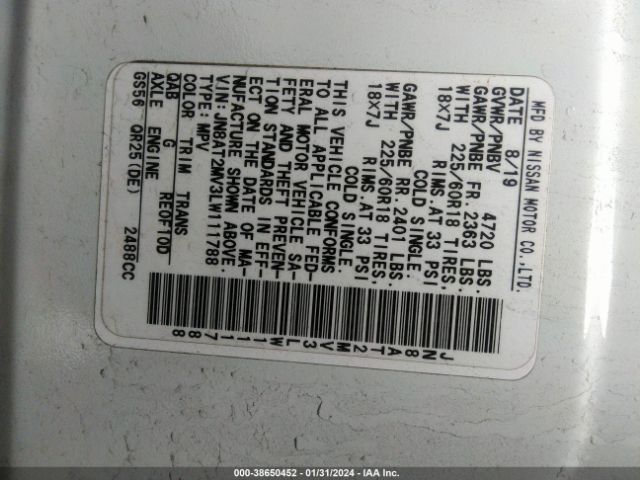 MFD BY NISSAN MOTOR CO.,LTD.
DATE 8/19
GVWR/PNBV 4720 LBS.
GAWR/PNBE FR. 2363 LBS.
WITH 225/60R18 TIRES,
18X7J RIMS.AT 33 PSI
COLD SINGLE.
GAWR/PNBE RR. 2401 LBS.
WITH 225/60R18 TIRES,
18X7J RIMS.AT 33 PSI
COLD SINGLE.
THIS VEHICLE CONFORMS
TO ALL APPLICABLE FED-
ERAL MOTOR VEHICLE SA-
FETY AND THEFT PREVEN-
TION STANDARDS IN EFF-
ECT ON THE DATE OF MA-
NUFACTURE SHOWN ABOVE.
VIN: JN8AT2MV3LW111788
TYPE: MPV
COLOR TRIM TRANS
QAB G RE0F10D
AXLE ENGINE
GS56 QR25(DE) 2488CC
JN8AT2MV3LW111788
000-38650452 - 01/31/2024 - IAA Inc.